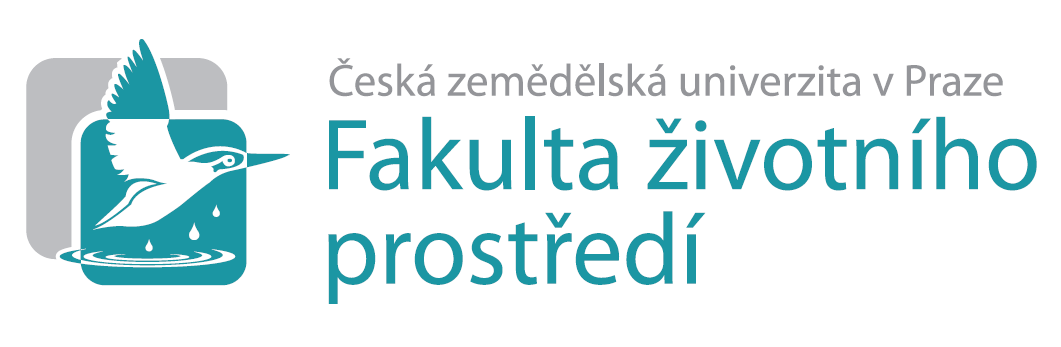 Česká zemědělská univerzita v Praze
Fakulta životního
prostředí